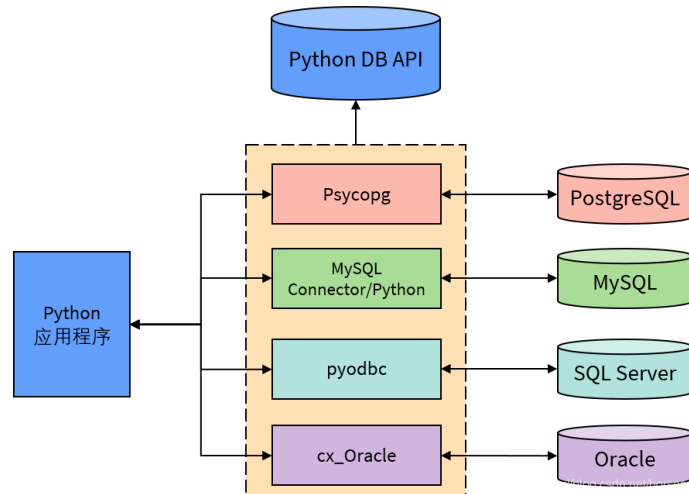 Python DB API
Psycopg
PostgreSQL
MySQL
Connector/Python
MySQL
Python
应用程序
pyodbc
SQL Server
cx_Oracle
Oracle